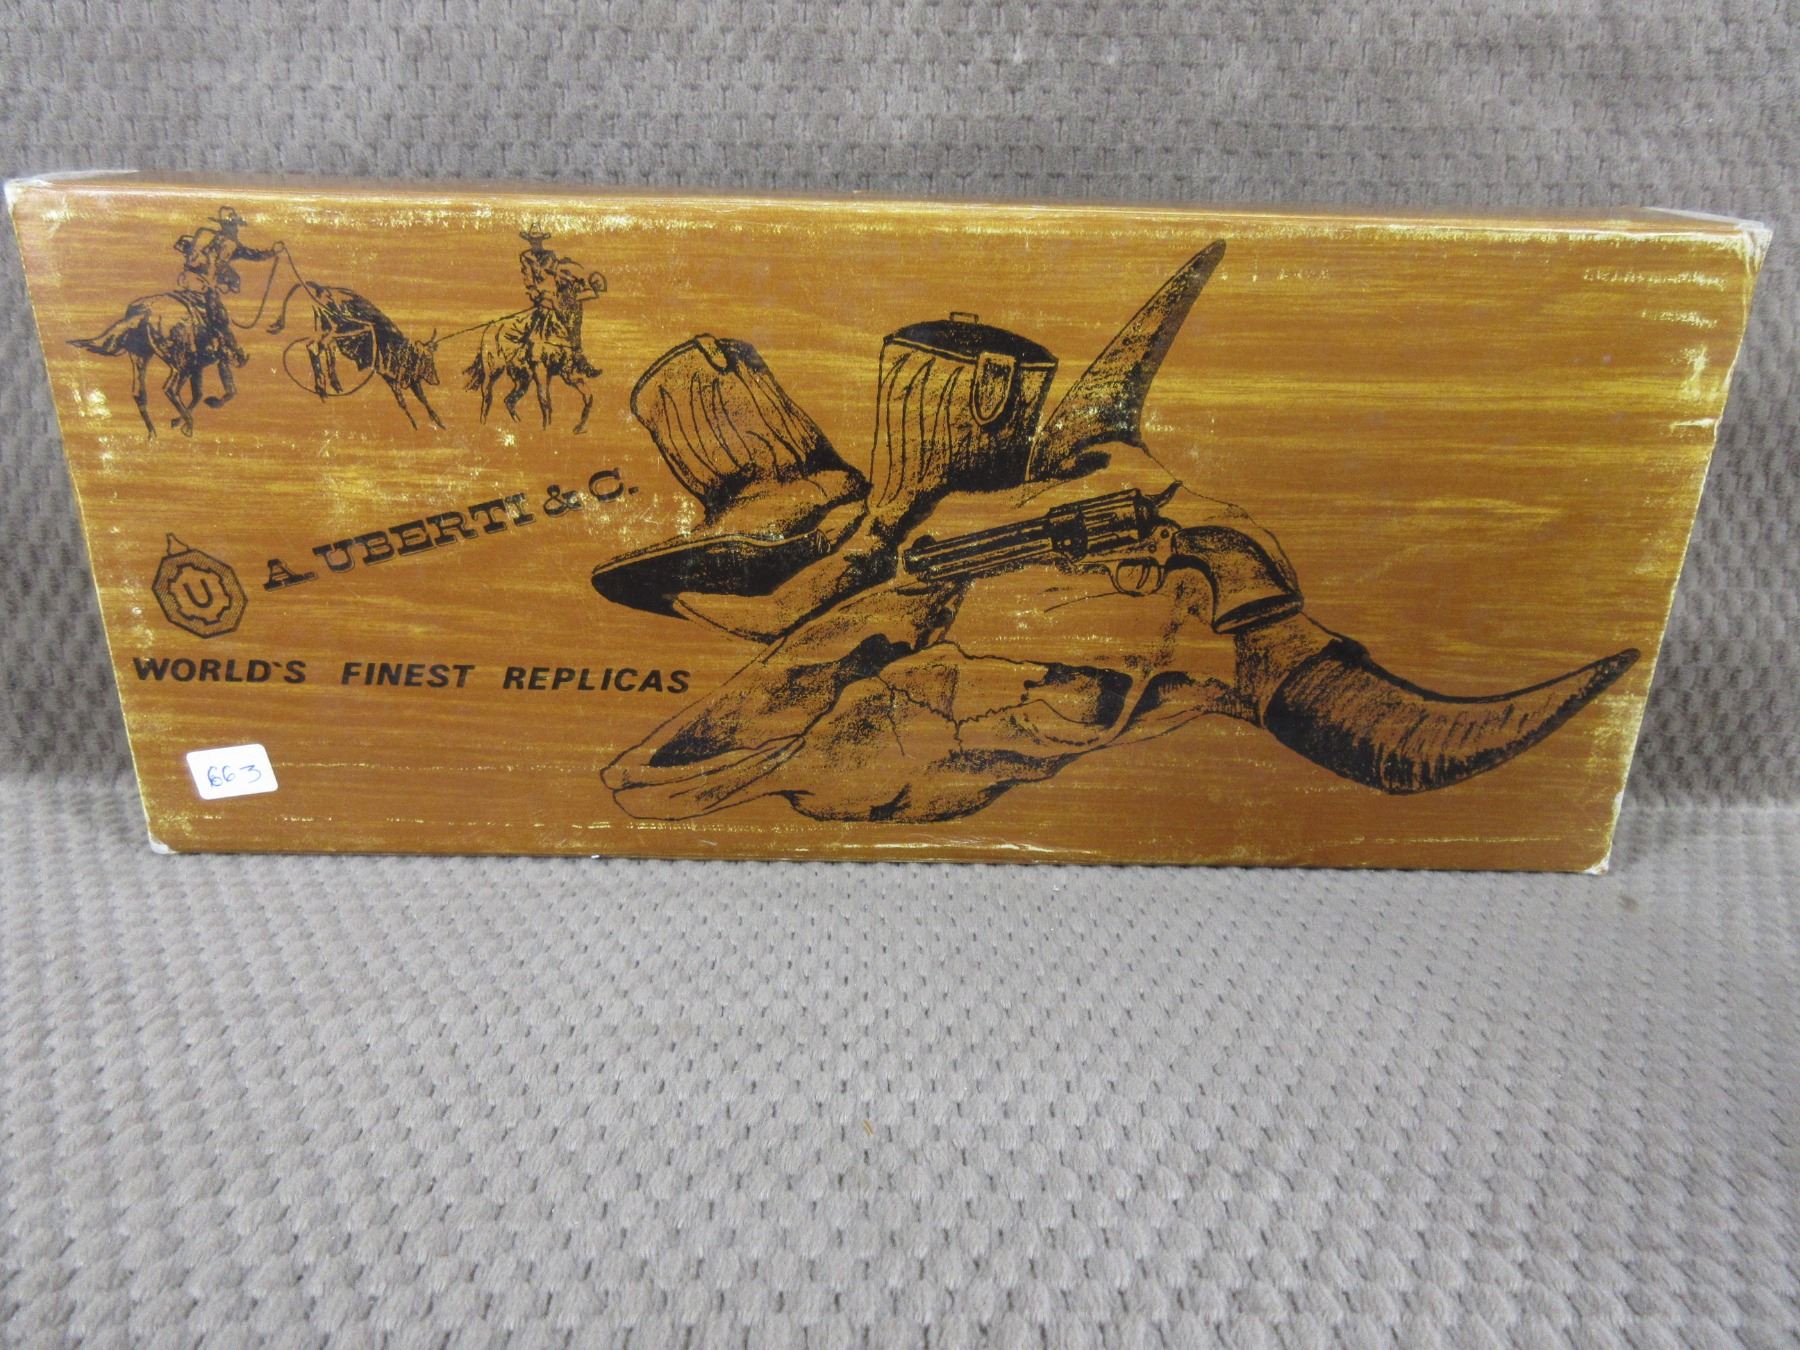 A. UBERTI & C.
U
WORLD`S FINEST REPLICAS
663